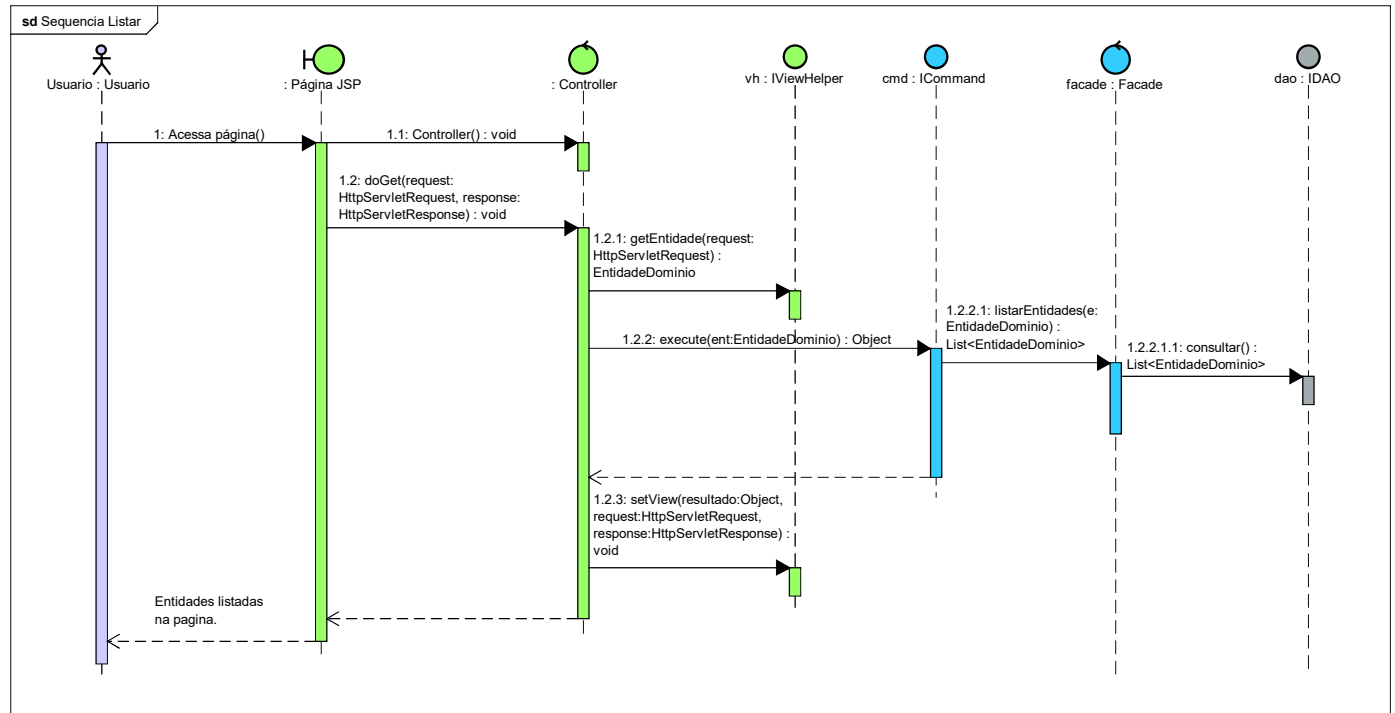 sd Sequencia Listar
Usuario : Usuario
: Página JSP
: Controller
vh : IViewHelper
cmd : ICommand
facade : Facade
dao : IDAO
1: Acessa página()
1.1: Controller() : void
1.2: doGet(request:
HttpServletRequest, response:
HttpServletResponse) : void
1.2.1: getEntidade(request:
HttpServletRequest) :
EntidadeDominio
1.2.2: execute(ent:EntidadeDominio) : Object
1.2.2.1: listarEntidades(e:
EntidadeDominio) :
List<EntidadeDominio>
1.2.2.1.1: consultar() :
List<EntidadeDominio>
1.2.3: setView(resultado:Object,
request:HttpServletRequest,
response:HttpServletResponse) :
void
Entidades listadas
na pagina.